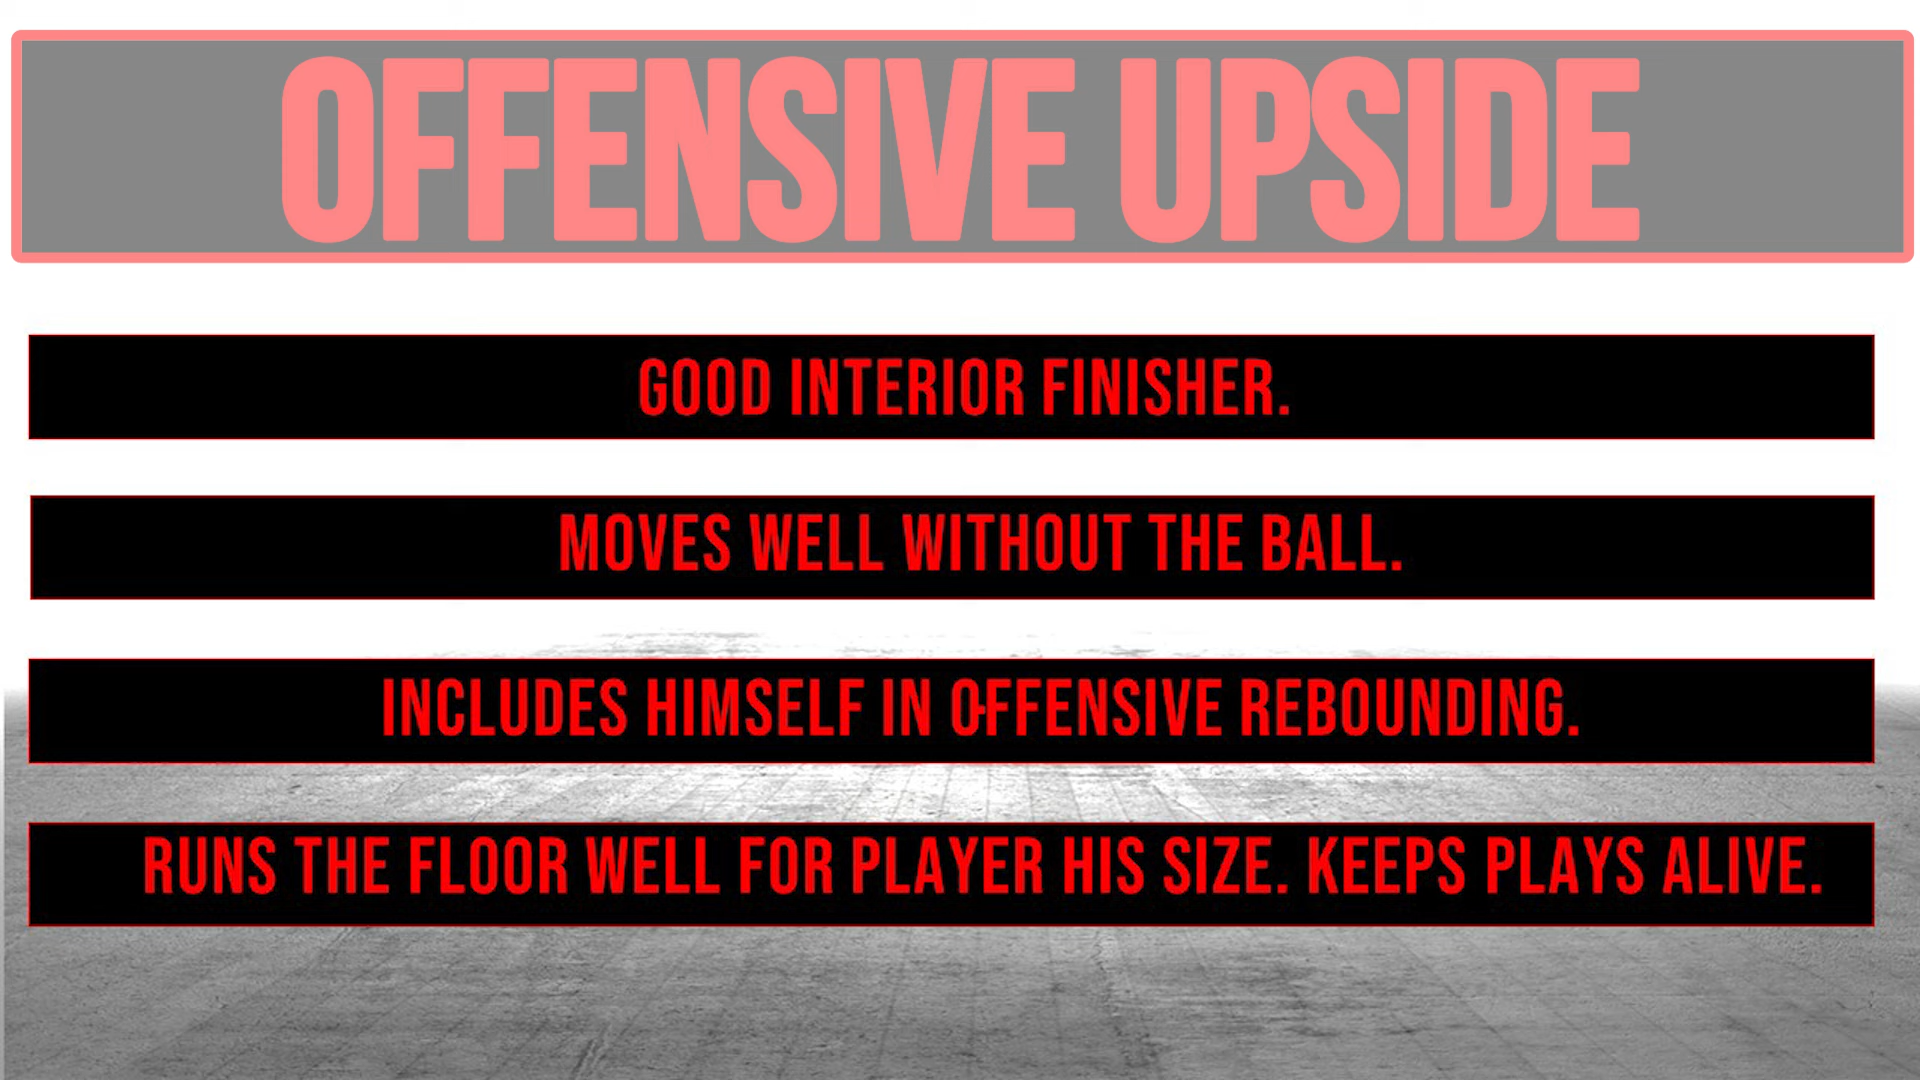 OFFENSIVE UPSIDE
GOOD INTERIOR FINISHER.
MOVES WELL WITHOUT THE BALL.
INCLUDES HIMSELF IN OFFENSIVE REBOUNDING.
RUNS THE FLOOR WELL FOR PLAYER HIS SIZE. KEEPS PLAYS ALIVE.